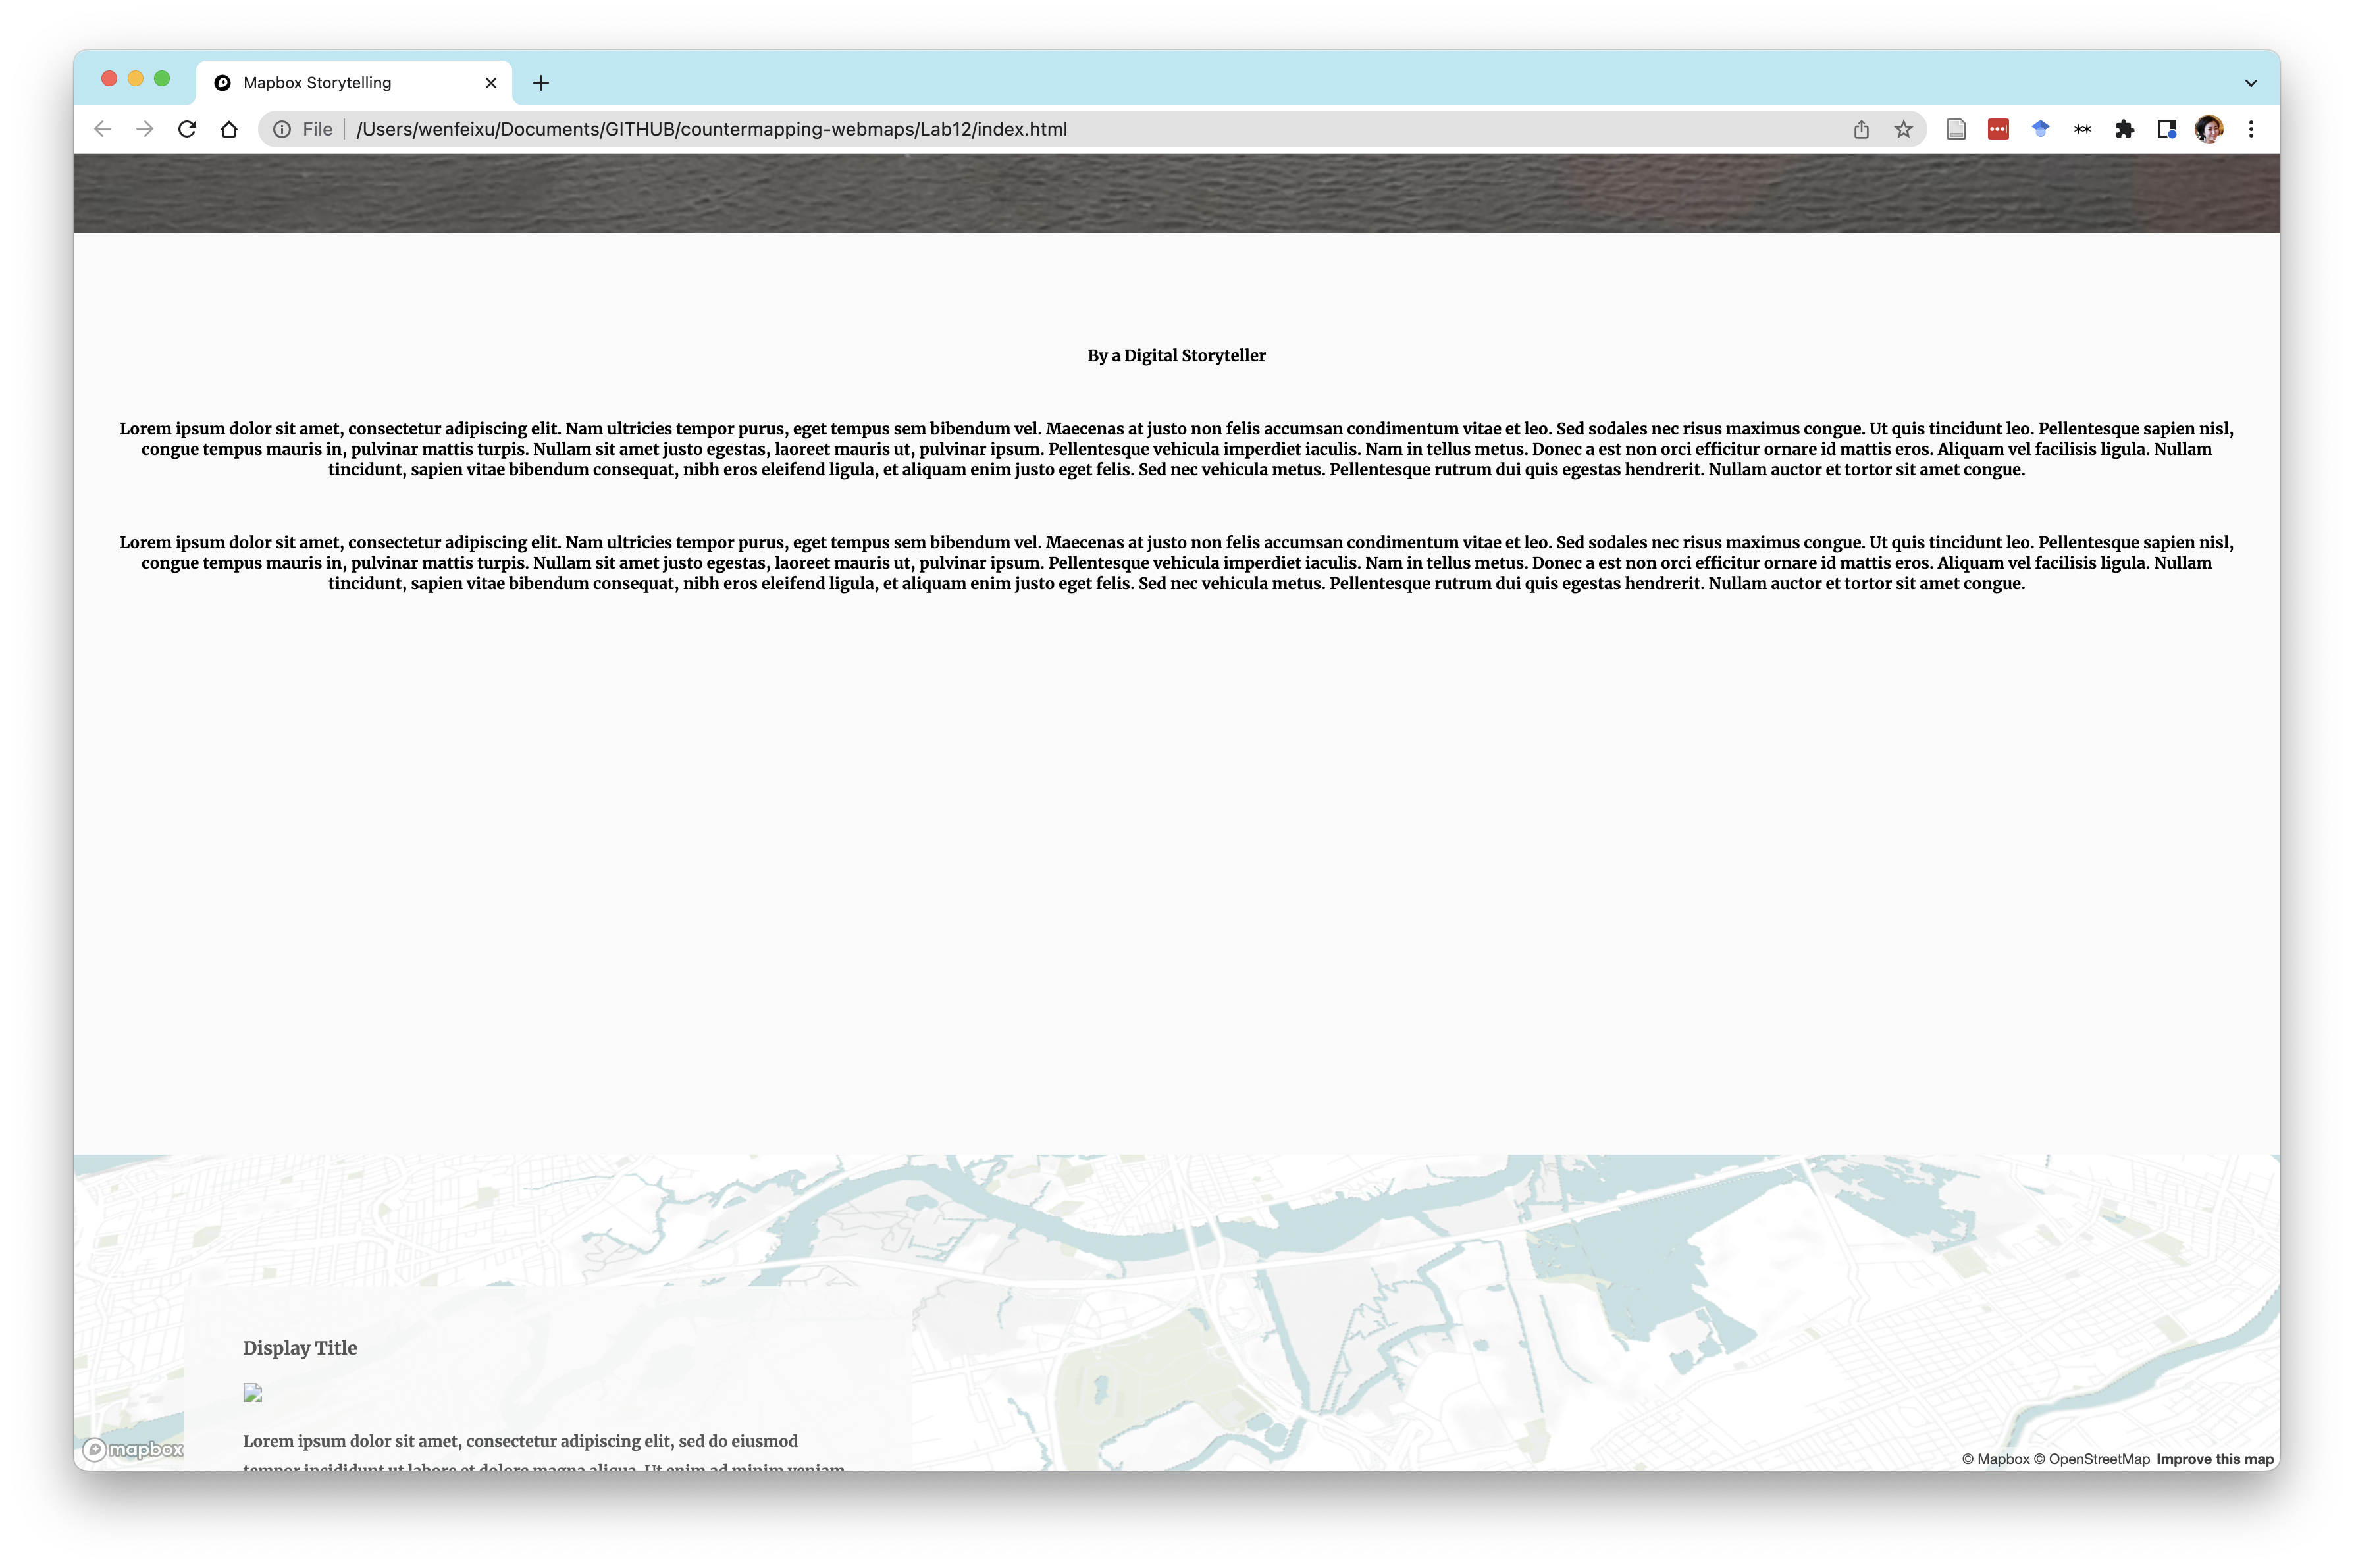 Mapbox Storytelling
File
/Users/wenfeixu/Documents/GITHUB/countermapping-webmaps/Lab12/index.html
By a Digital Storyteller
Lorem ipsum dolor sit amet, consectetur adipiscing elit. Nam ultricies tempor purus, eget tempus sem bibendum vel. Maecenas at justo non felis accumsan condimentum vitae et leo. Sed sodales nec risus maximus congue. Ut quis tincidunt leo. Pellentesque sapien nisl,
congue tempus mauris in, pulvinar mattis turpis. Nullam sit amet justo egestas, laoreet mauris ut, pulvinar ipsum. Pellentesque vehicula imperdiet iaculis. Nam in tellus metus. Donec a est non orci efficitur ornare id mattis eros. Aliquam vel facilisis ligula. Nullam
tincidunt, sapien vitae bibendum consequat, nibh eros eleifend ligula, et aliquam enim justo eget felis. Sed nec vehicula metus. Pellentesque rutrum dui quis egestas hendrerit. Nullam auctor et tortor sit amet congue.
Lorem ipsum dolor sit amet, consectetur adipiscing elit. Nam ultricies tempor purus, eget tempus sem bibendum vel. Maecenas at justo non felis accumsan condimentum vitae et leo. Sed sodales nec risus maximus congue. Ut quis tincidunt leo. Pellentesque sapien nisl,
congue tempus mauris in, pulvinar mattis turpis. Nullam sit amet justo egestas, laoreet mauris ut, pulvinar ipsum. Pellentesque vehicula imperdiet iaculis. Nam in tellus metus. Donec a est non orci efficitur ornare id mattis eros. Aliquam vel facilisis ligula. Nullam
tincidunt, sapien vitae bibendum consequat, nibh eros eleifend ligula, et aliquam enim justo eget felis. Sed nec vehicula metus. Pellentesque rutrum dui quis egestas hendrerit. Nullam auctor et tortor sit amet congue.
Display Title
Lorem ipsum dolor sit amet, consectetur adipiscing elit, sed do eiusmod
tempor incididunt ut labore et dolore magna aliqua. Ut enim ad minim veniam
mapbox
© Mapbox © OpenStreetMap Improve this map